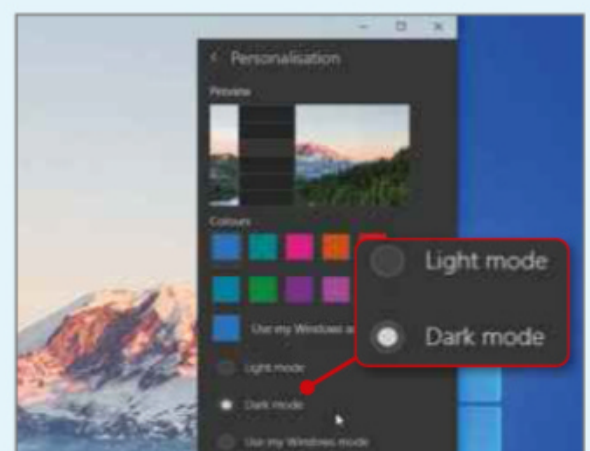 Personalisation
Preview
Colours
Use my Windows
Light mode
Dark mode
Use my Windows mode
Light mode
Dark mode